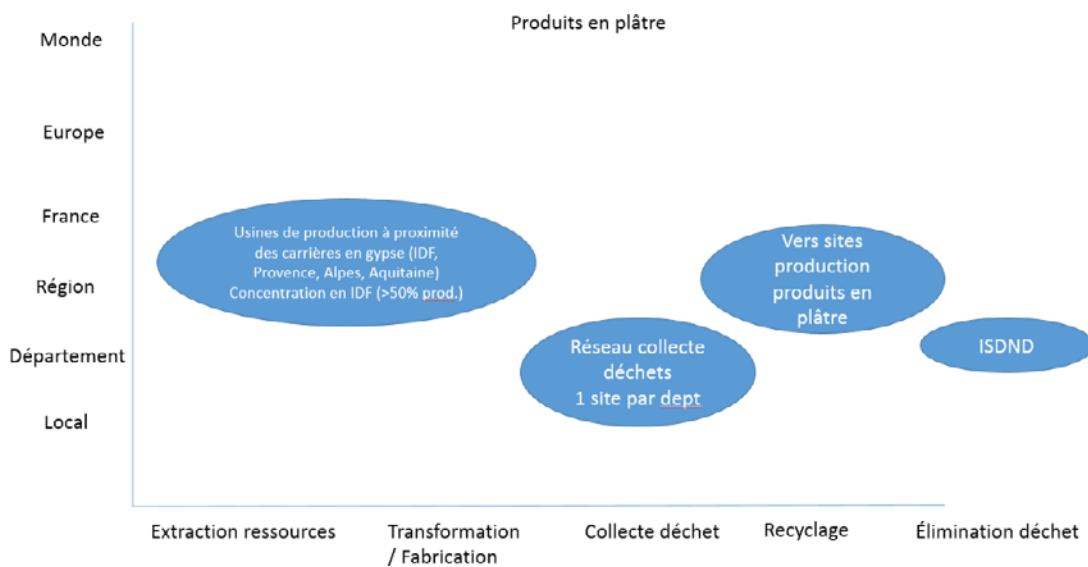 Produits en plâtre
Monde
Europe
France
Région
Département
Local
Usines de production à proximité
des carrières en gypse (IDF,
Provence, Alpes, Aquitaine)
Concentration en IDF (>50% prod.)
Réseau collecte
déchets
1 site par dept
Vers sites
production
produits en
plâtre
ISDND
Extraction ressources
Transformation
/ Fabrication
Collecte déchet
Recyclage
Élimination déchet